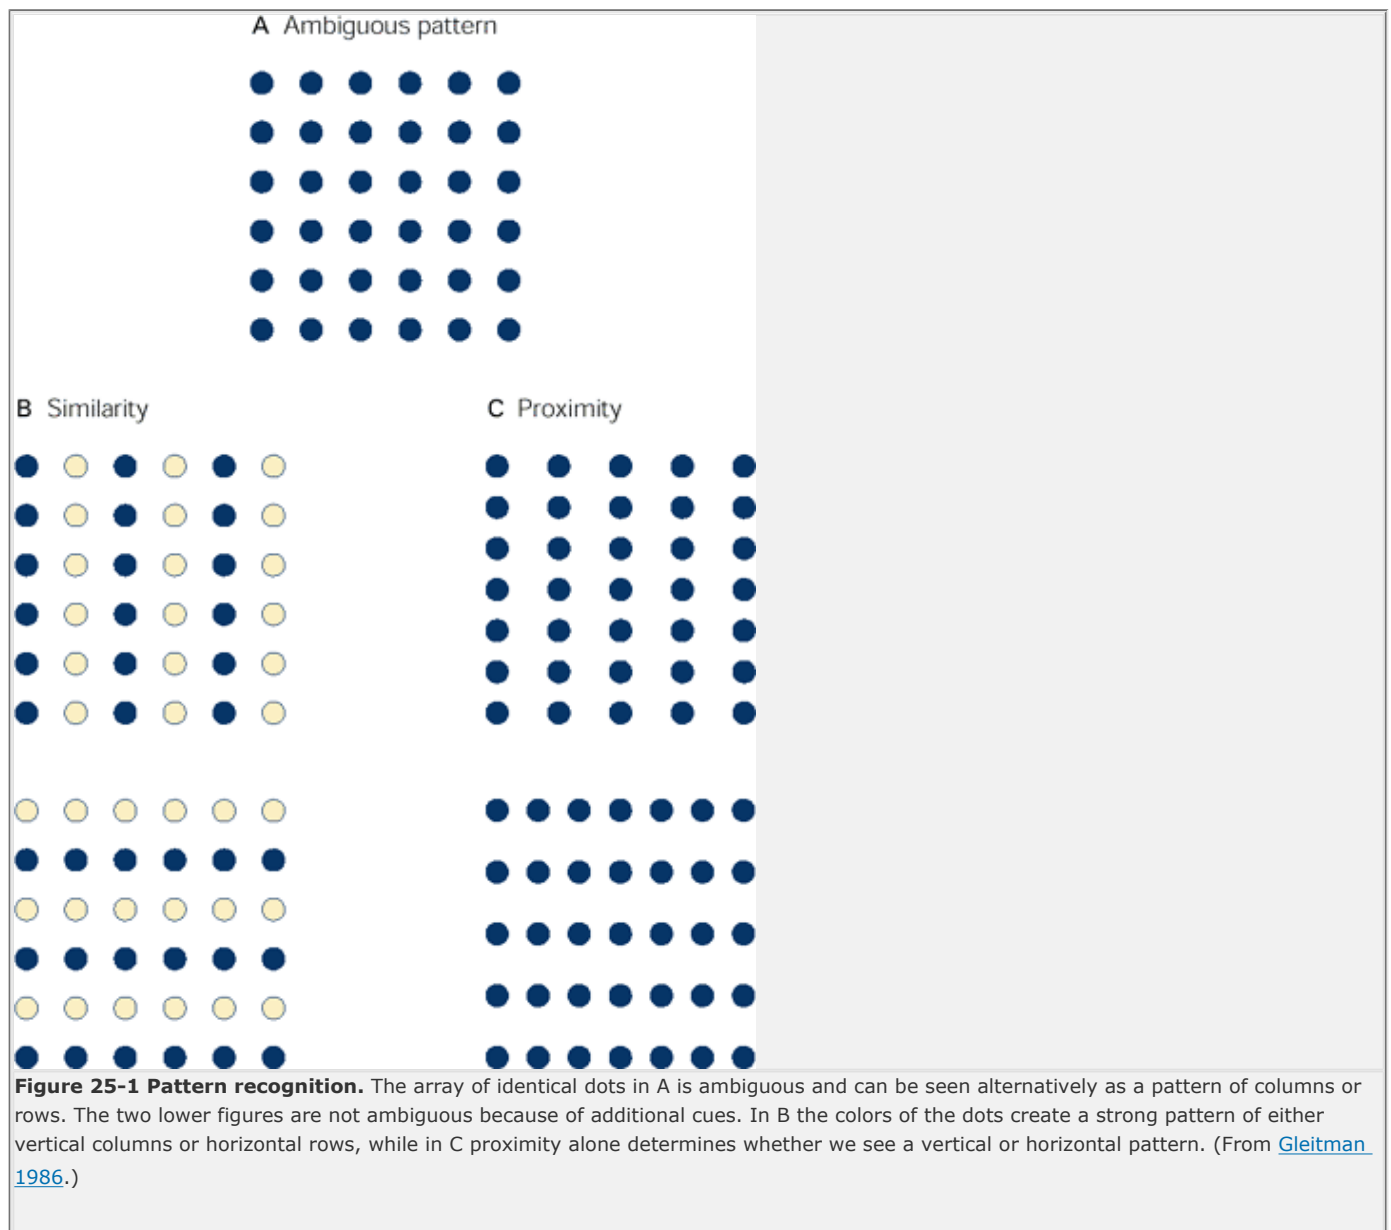 A Ambiguous pattern
B Similarity
C Proximity
Figure 25-1 Pattern recognition. The array of identical dots in A is ambiguous and can be seen alternatively as a pattern of columns or
rows. The two lower figures are not ambiguous because of additional cues. In B the colors of the dots create a strong pattern of either
vertical columns or horizontal rows, while in C proximity alone determines whether we see a vertical or horizontal pattern. (From Gleitman
1986.)